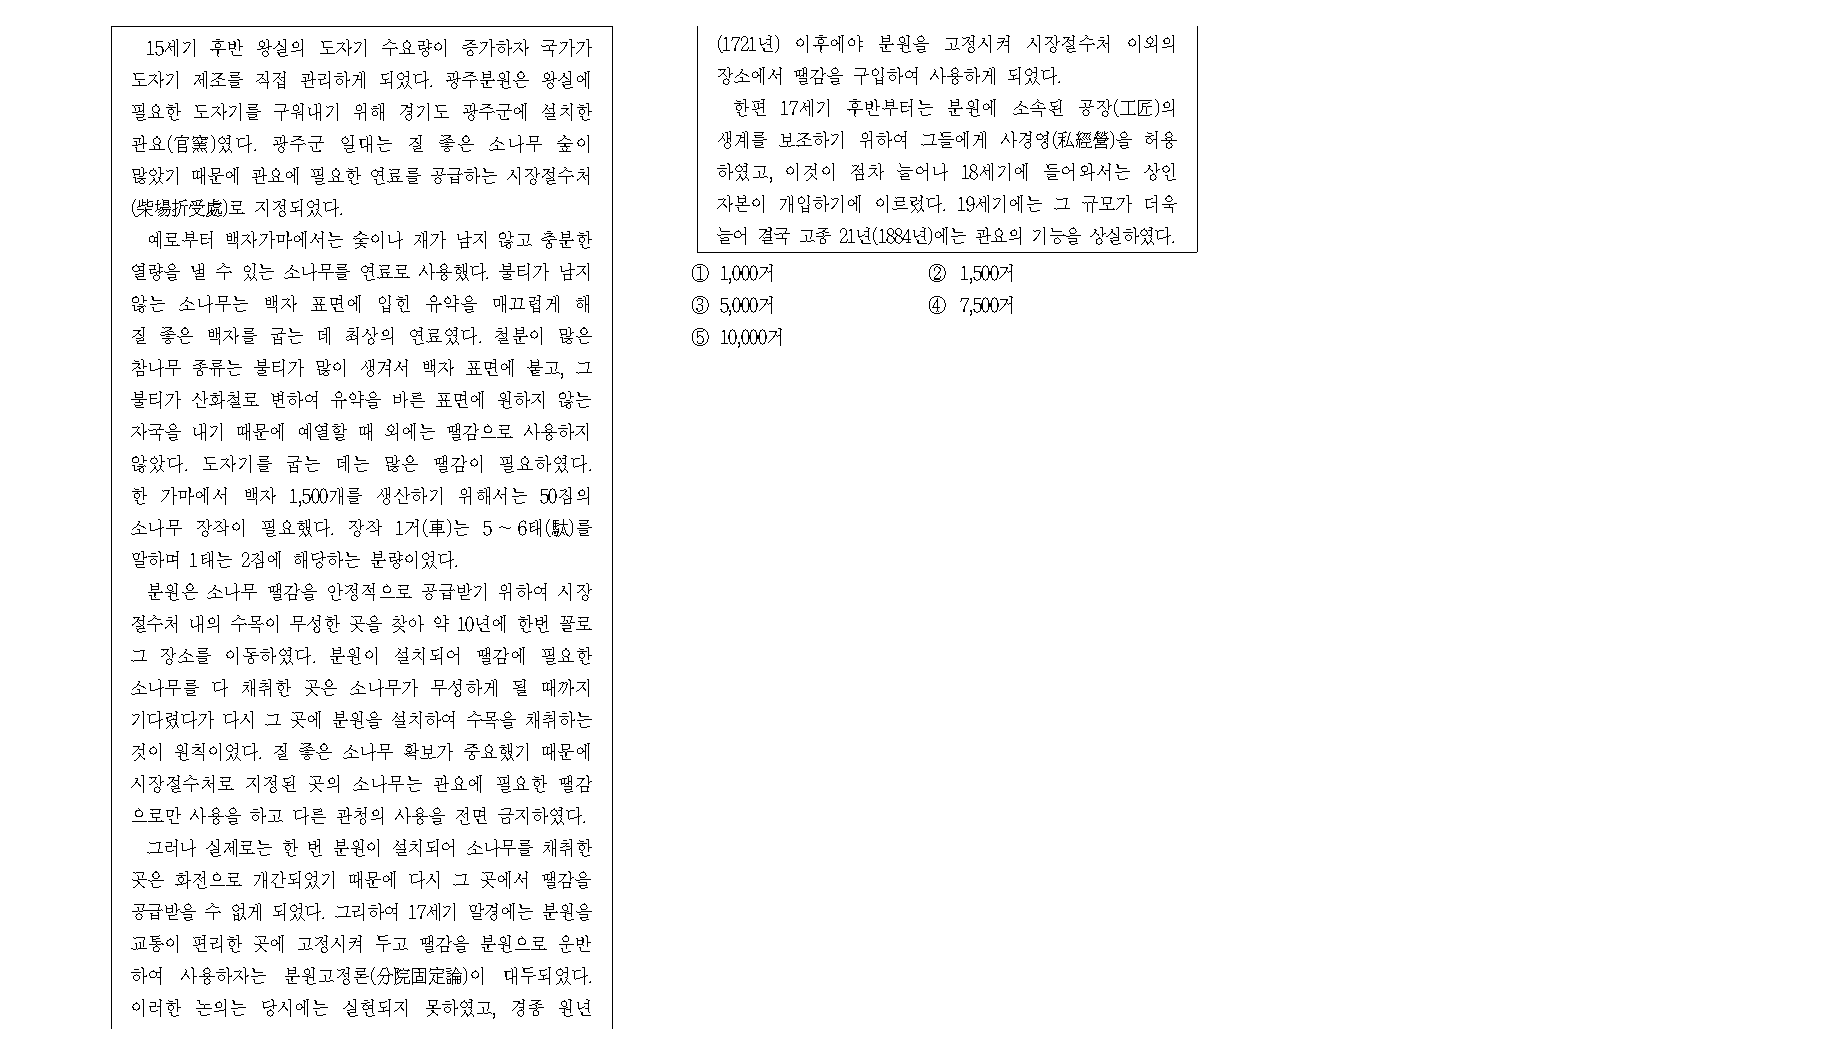 15세기 후반 왕실의 도자기 수요량이 증가하자 국가가
도자기 제조를 직접 관리하게 되었다. 광주분원은 왕실에
필요한 도자기를 구워내기 위해 경기도 광주군에 설치한
관요(官窯)였다. 광주군 일대는 질 좋은 소나무 숲이
많았기 때문에 관요에 필요한 연료를 공급하는 시장절수처
(柴場折受處)로 지정되었다.
예로부터 백자가마에서는 숯이나 재가 남지 않고 충분한
열량을 낼 수 있는 소나무를 연료로 사용했다. 불티가 남지
않는 소나무는 백자 표면에 입힌 유약을 매끄럽게 해
질 좋은 백자를 굽는 데 최상의 연료였다. 철분이 많은
참나무 종류는 불티가 많이 생겨서 백자 표면에 붙고, 그
불티가 산화철로 변하여 유약을 바른 표면에 원하지 않는
자국을 내기 때문에 예열할 때 외에는 땔감으로 사용하지
않았다. 도자기를 굽는 데는 많은 땔감이 필요하였다.
한 가마에서 백자 1,500개를 생산하기 위해서는 50짐의
소나무 장작이 필요했다. 장작 1거(車)는 5 ~ 6태(駄)를
말하며 1태는 2짐에 해당하는 분량이었다.
분원은 소나무 땔감을 안정적으로 공급받기 위하여 시장
절수처 내의 수목이 무성한 곳을 찾아 약 10년에 한번 꼴로
그 장소를 이동하였다. 분원이 설치되어 땔감에 필요한
소나무를 다 채취한 곳은 소나무가 무성하게 될 때까지
기다렸다가 다시 그 곳에 분원을 설치하여 수목을 채취하는
것이 원칙이었다. 질 좋은 소나무 확보가 중요했기 때문에
시장절수처로 지정된 곳의 소나무는 관요에 필요한 땔감
으로만 사용을 하고 다른 관청의 사용을 전면 금지하였다.
그러나 실제로는 한 번 분원이 설치되어 소나무를 채취한
곳은 화전으로 개간되었기 때문에 다시 그 곳에서 땔감을
공급받을 수 없게 되었다. 그리하여 17세기 말경에는 분원을
교통이 편리한 곳에 고정시켜 두고 땔감을 분원으로 운반
하여 사용하자는 분원고정론(分院固定論)이 대두되었다.
이러한 논의는 당시에는 실현되지 못하였고, 경종 원년
(1721년) 이후에야 분원을 고정시켜 시장절수처 이외의
장소에서 땔감을 구입하여 사용하게 되었다.
한편 17세기 후반부터는 분원에 소속된 공장(工匠)의
생계를 보조하기 위하여 그들에게 사경영(私經營)을 허용
하였고, 이것이 점차 늘어나 18세기에 들어와서는 상인
자본이 개입하기에 이르렀다. 19세기에는 그 규모가 더욱
늘어 결국 고종 21년(1884년)에는 관요의 기능을 상실하였다.
① 1,000거
② 1,500거
③ 5,000거
④ 7,500거
⑤ 10,000거